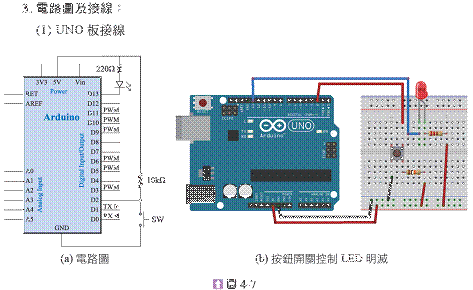 3. 電路圖及接線：
(1) UNO 板接線
3V3 5V Vin
220Ω
Power
RET
AREF
Arduino
D13
D12
D11 PWM
D10 PWM
D9 PWM
D8
D7
D6 PWM
D5 PWM
D4
D3 PWM
D2
D1 TX
D0 RX
Analog Input
Digital Input/Output
A0
A1
A2
A3
A4
A5
GND
10kΩ
SW
UNO
Arduino
(a) 電路圖
(b) 按鈕開關控制 LED 明滅
圖 4-7